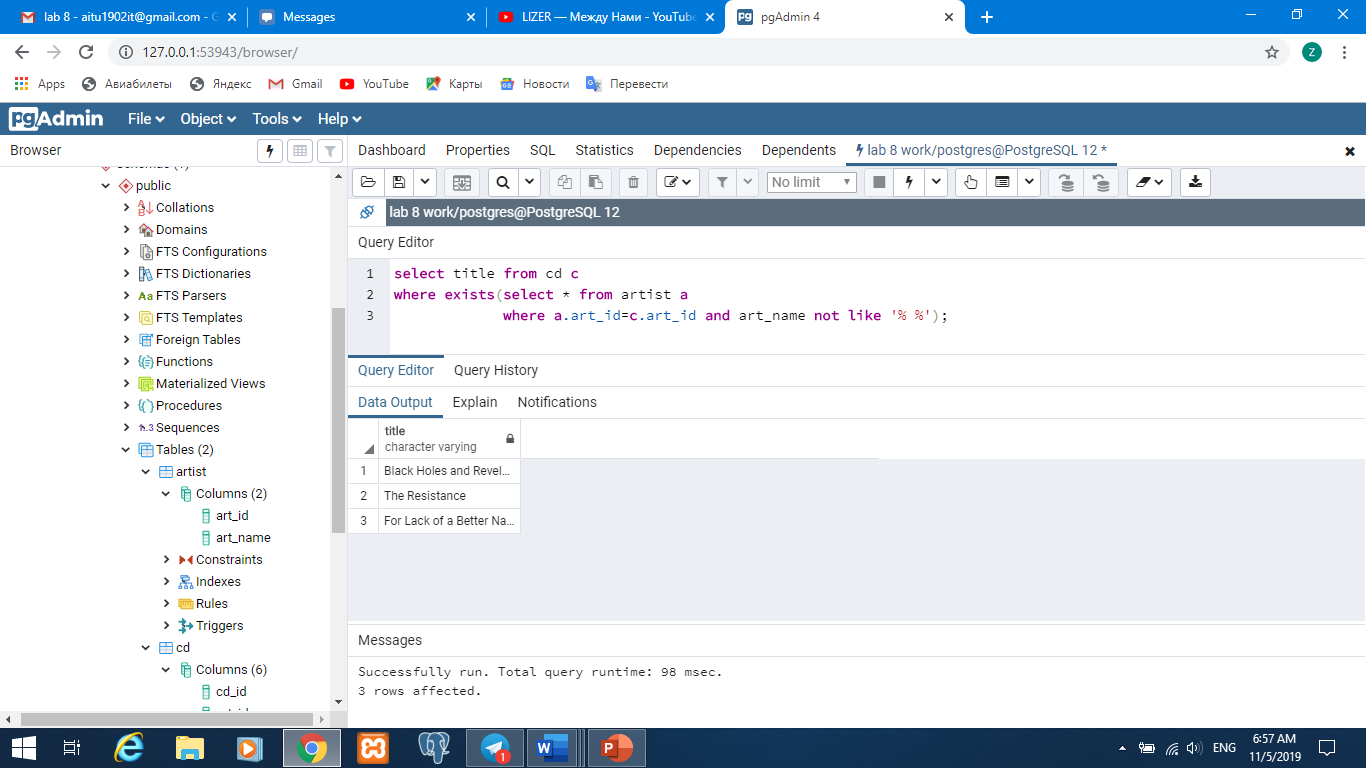 lab 8 - aitu1902it@gmail.com - G
Messages
LIZER — Между Нами - YouTube
pgAdmin 4
127.0.0.1:53943/browser/
Z
Apps
Авиабилеты
Яндекс
Gmail
YouTube
Карты
Новости
Перевести
pgAdmin
File
Object
Tools
Help
Browser
Dashboard
Properties
SQL
Statistics
Dependencies
Dependents
lab 8 work/postgres@PostgreSQL 12 *
public
Collations
Domains
FTS Configurations
FTS Dictionaries
Aa FTS Parsers
FTS Templates
Foreign Tables
Functions
Materialized Views
Procedures
1..3 Sequences
Tables (2)
artist
Columns (2)
art_id
art_name
Constraints
Indexes
Rules
Triggers
cd
Columns (6)
cd_id
No limit
lab 8 work/postgres@PostgreSQL 12
Query Editor
1 select title from cd c
2 where exists(select * from artist a
3 where a.art_id=c.art_id and art_name not like '% %');
Query Editor
Query History
Data Output
Explain
Notifications
title
character varying
1 Black Holes and Revel...
2 The Resistance
3 For Lack of a Better Na...
Messages
Successfully run. Total query runtime: 98 msec.
3 rows affected.
1
ENG
6:57 AM
11/5/2019